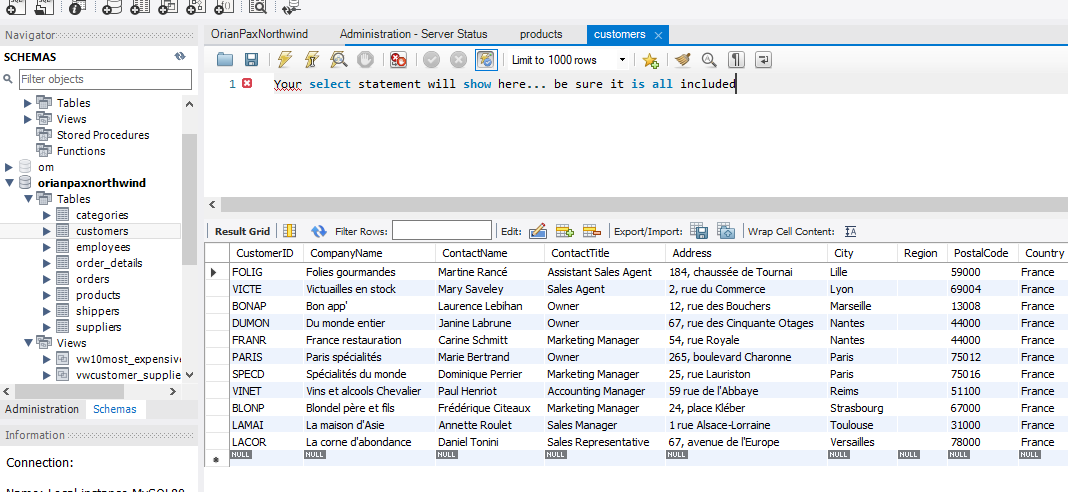 Navigator
OrianPaxNorthwind Administration - Server Status products customers
SCHEMAS
Filter objects
Limit to 1000 rows
1 Your select statement will show here... be sure it is all included
Tables
Views
Stored Procedures
Functions
om
orianpaxnorthwind
Tables
categories
customers
employees
order_details
orders
products
shippers
suppliers
Views
vw10most_expensive
vwcustomer_supplie
Administration Schemas
Information
Connection:
Result Grid Filter Rows: Edit: Export/Import: Wrap Cell Content:
CustomerID CompanyName ContactName ContactTitle Address City Region PostalCode Country
FOLIG Folies gourmandes Martine Rancé Assistant Sales Agent 184, chaussée de Tournai Lille 59000 France
VICTE Victuailles en stock Mary Saveley Sales Agent 2, rue du Commerce Lyon 69004 France
BONAP Bon app' Laurence Lebihan Owner 12, rue des Bouchers Marseille 13008 France
DUMON Du monde entier Janine Labrune Owner 67, rue des Cinquante Otages Nantes 44000 France
FRANR France restauration Carine Schmitt Marketing Manager 54, rue Royale Nantes 44000 France
PARIS Paris spécialités Marie Bertrand Owner 265, boulevard Charonne Paris 75012 France
SPECD Spécialités du monde Dominique Perrier Marketing Manager 25, rue Lauriston Paris 75016 France
VINET Vins et alcools Chevalier Paul Henriot Accounting Manager 59 rue de l'Abbaye Reims 51100 France
BLONP Blondel père et fils Frédérique Citeaux Marketing Manager 24, place Kléber Strasbourg 67000 France
LAMAI La maison d'Asie Annette Roulet Sales Manager 1 rue Alsace-Lorraine Toulouse 31000 France
LACOR La corne d'abondance Daniel Tonini Sales Representative 67, avenue de l'Europe Versailles 78000 France
NULL NULL NULL NULL NULL NULL NULL NULL NULL